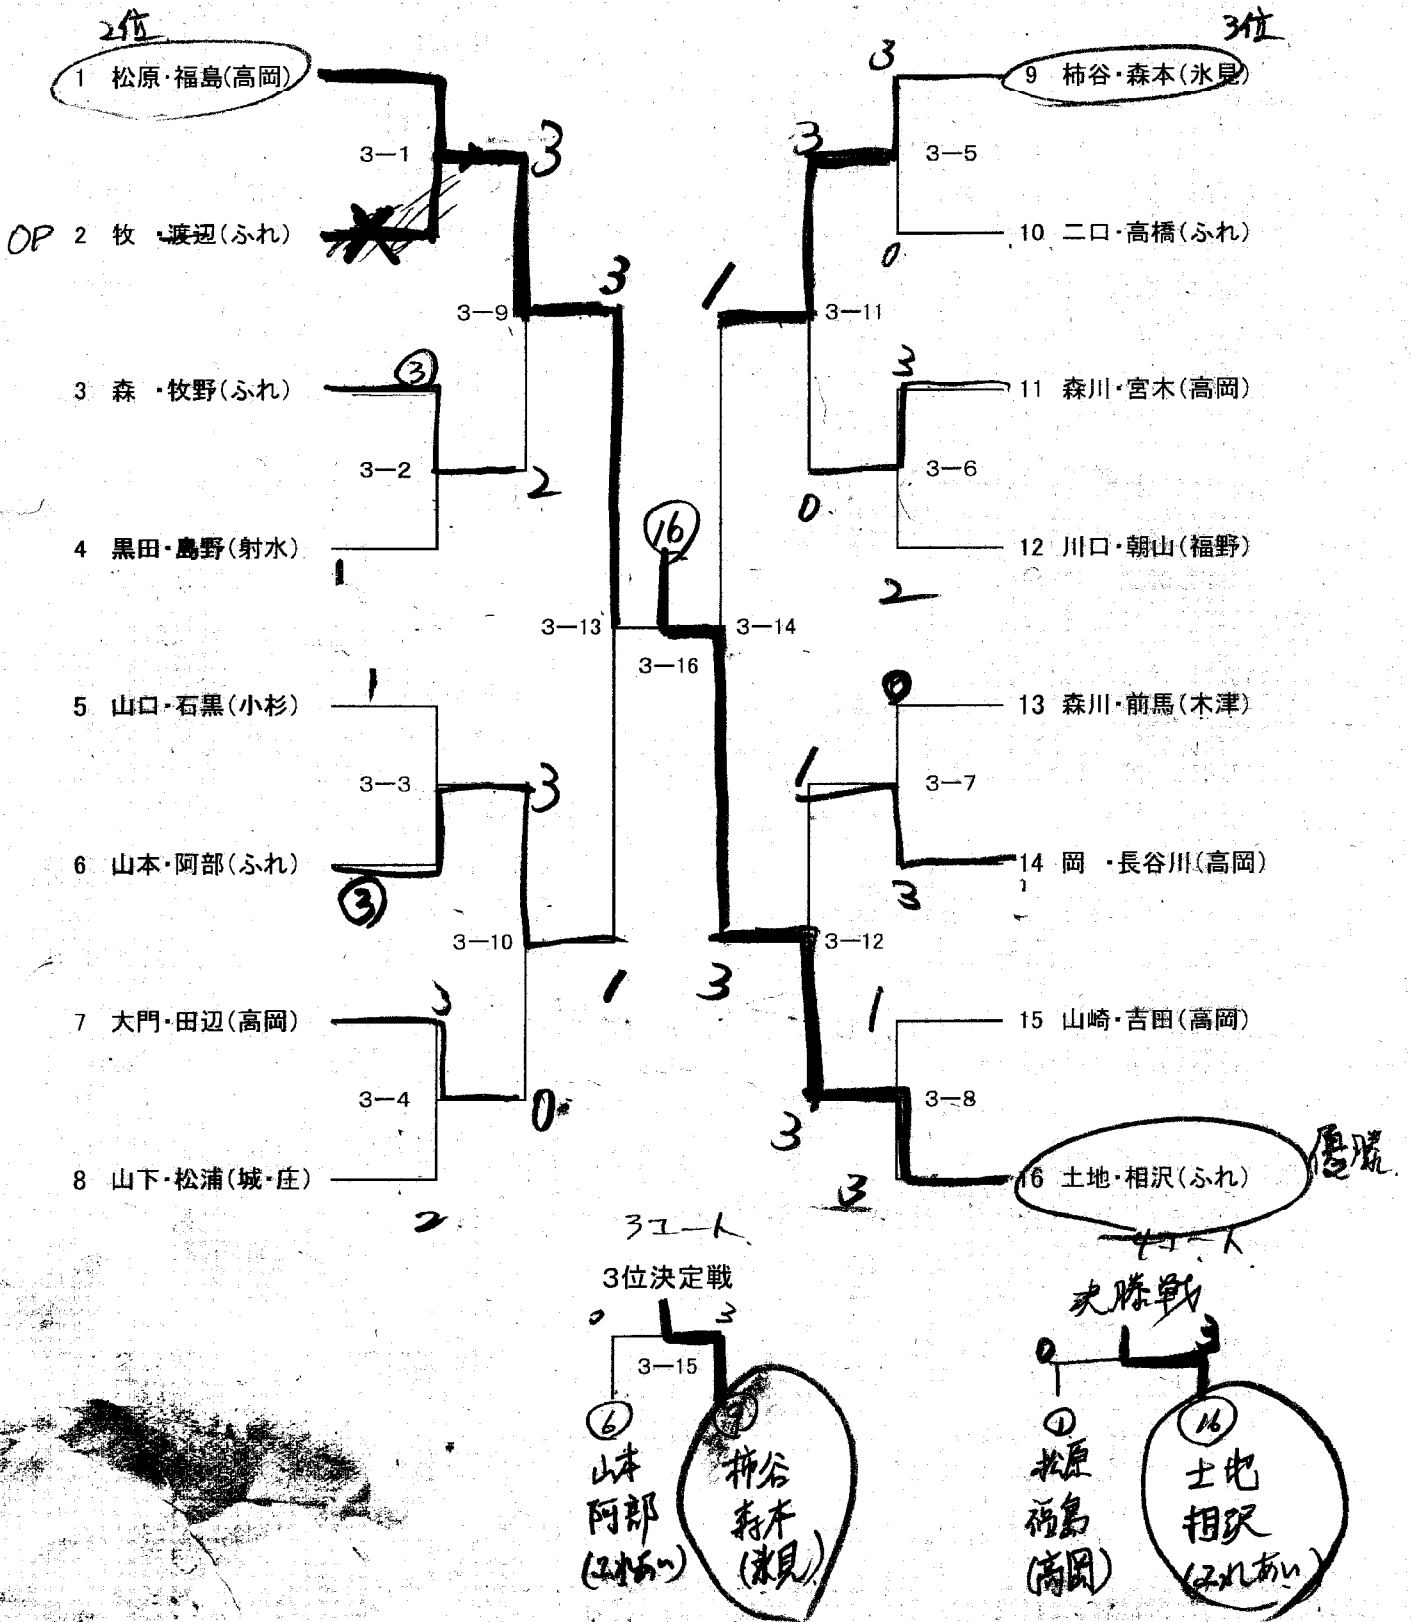 2位
1 松原・福島(高岡)
3
3-1
OP 2 牧 ・渡辺(ふれ)
3
3-9
③
3 森 ・牧野(ふれ)
3-2
2
4 黒田・島野(射水)
1
3-13
1
5 山口・石黒(小杉)
3-3
3
6 山本・阿部(ふれ)
③
3-10
1
3
7 大門・田辺(高岡)
3-4
0
8 山下・松浦(城・庄)
2
⑯
3-16
3位
3
9 柿谷・森本(氷見)
3
3-5
10 二口・高橋(ふれ)
0
1
3-11
3
11 森川・宮木(高岡)
3-6
0
12 川口・朝山(福野)
2
3-14
0
13 森川・前馬(木津)
1
3-7
14 岡 ・長谷川(高岡)
3
3-12
3
1
15 山崎・吉田(高岡)
3-8
3
16 土地・相沢(ふれ)
優勝
3
3コート
3位決定戦
0 3
3-15
⑥
山本
阿部
(ふれあい)
⑨
柿谷
森本
(氷見)
4コート
決勝戦
0 3
①
松原
福島
(高岡)
⑯
土地
相沢
(ふれあい)